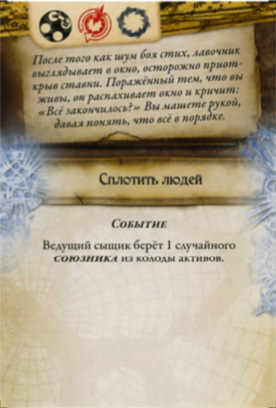 После того как шум боя стих, лавочник
выглядывает в окно, осторожно приот-
крыв ставни. Поражённый тем, что вы
живы, он распахивает окно и кричит:
«Всё закончилось?» Вы машете рукой,
давая понять, что всё в порядке.
Сплотить людей
Событие
Ведущий сыщик берёт 1 случайного
союзника из колоды активов.